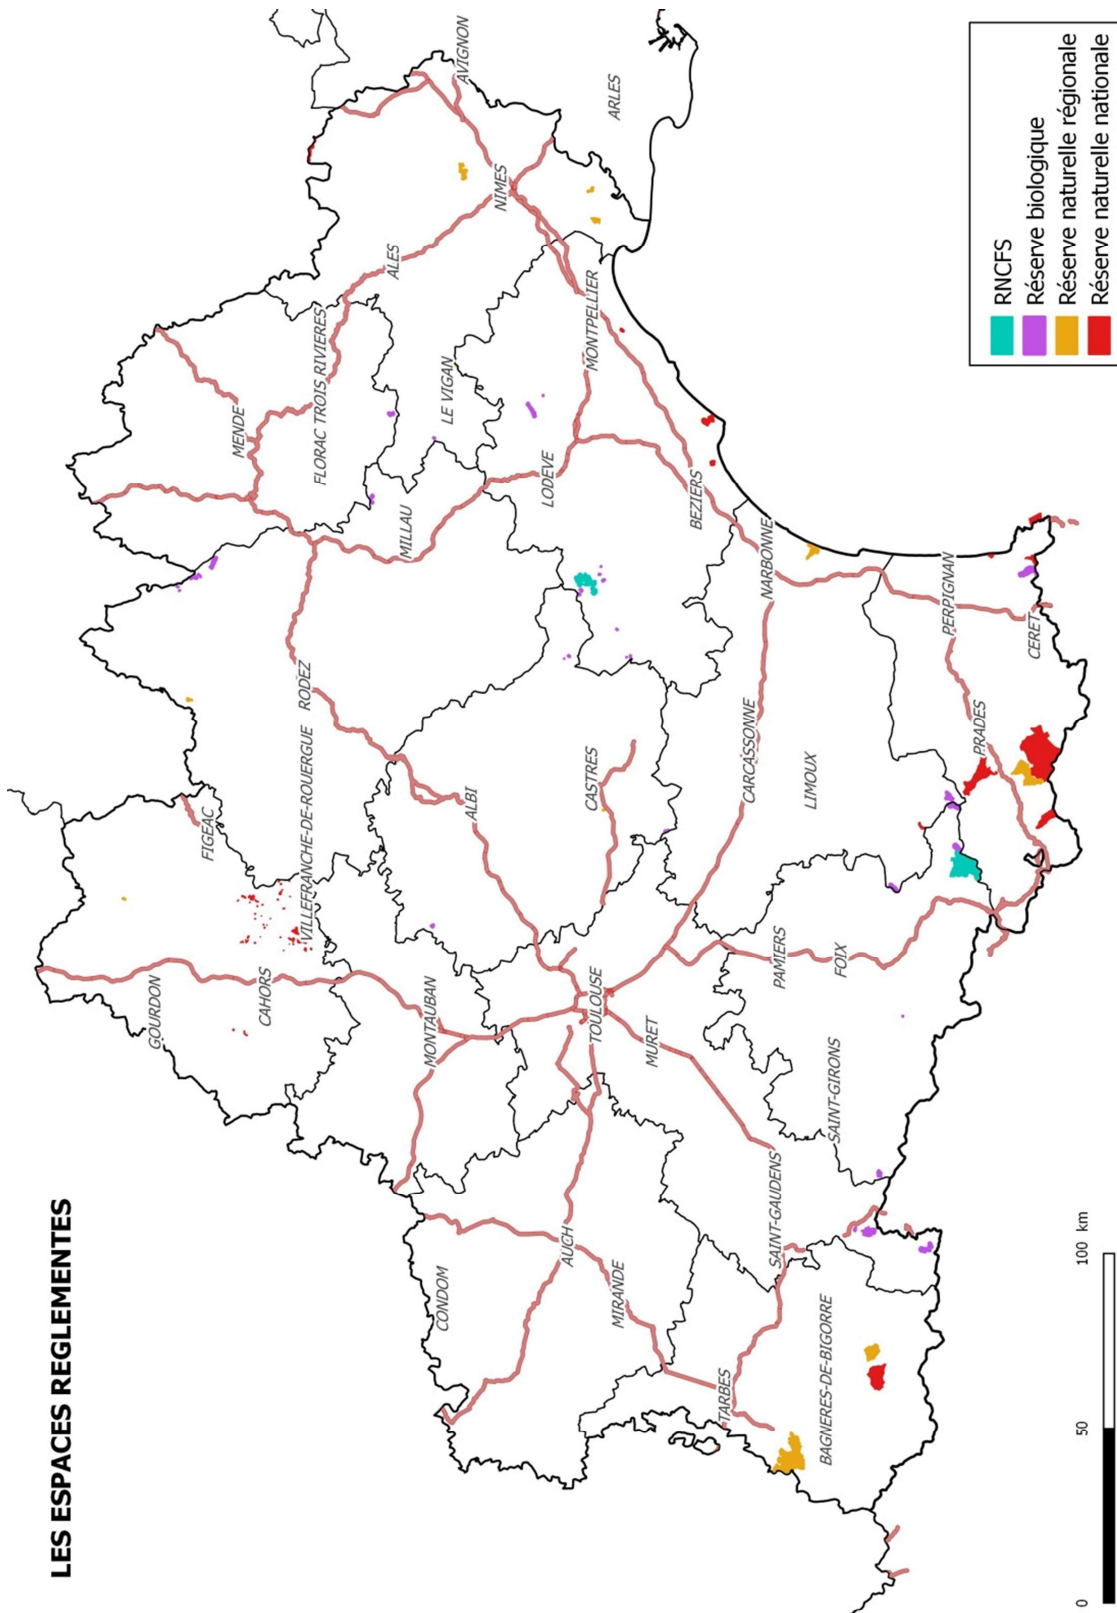 LES ESPACES REGLEMENTES
GOURDON
FIGEAC
CAHORS
MENDE
VILLEFRANCHE-DE-ROUERGUE
RODEZ
FLORAC TROIS RIVIERES
ALES
MONTAUBAN
MILLAU
LE VIGAN
AVIGNON
CONDOM
ALBI
NIMES
LODEVE
AUCH
TOULOUSE
CASTRES
MONTPELLIER
ARLES
MIRANDE
MURET
BEZIERS
TARBES
SAINT-GAUDENS
PAMIERS
CARCASSONNE
NARBONNE
BAGNERES-DE-BIGORRE
SAINT-GIRONS
FOIX
LIMOUX
PERPIGNAN
PRADES
CERET
RNCFS
Réserve biologique
Réserve naturelle régionale
Réserve naturelle nationale
0 50 100 km